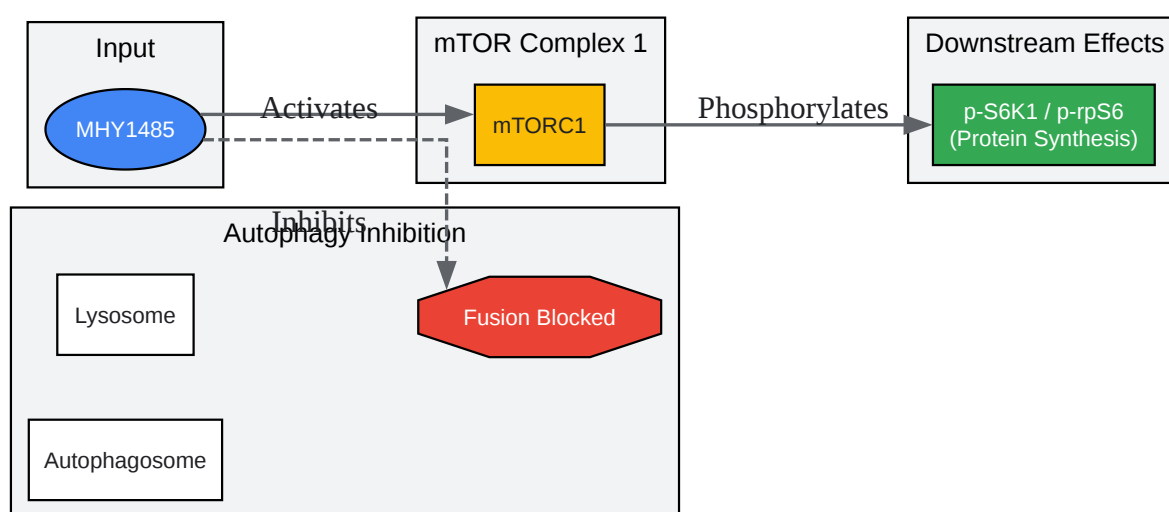 Input
mTOR Complex 1
Downstream Effects
MHY1485
Activates
mTORC1
Phosphorylates
p-S6K1 / p-rpS6
(Protein Synthesis)
Inhibits
Autophagy Inhibition
Lysosome
Fusion Blocked
Autophagosome